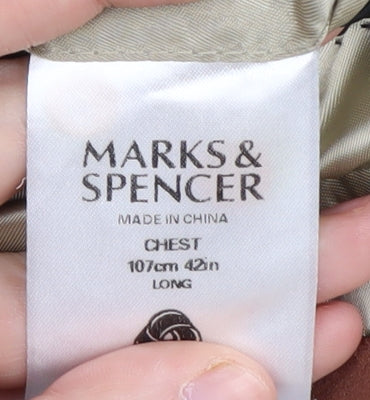 MARKS &
SPENCER
MADE IN CHINA
CHEST
107cm 42in
LONG